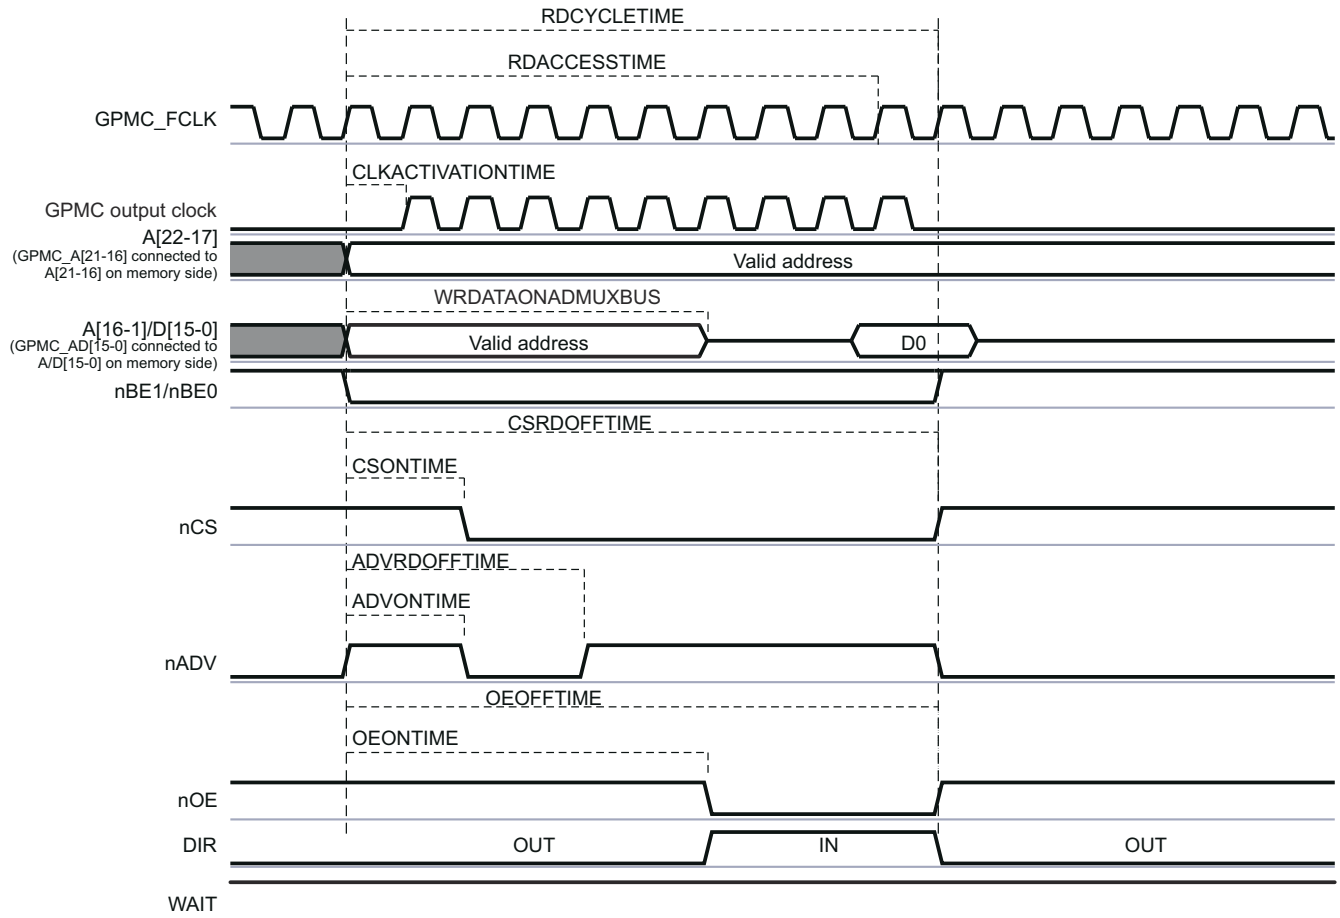 RDCYCLETIME
RDACCESSTIME
GPMC_FCLK
CLKACTIVATIONTIME
GPMC output clock
A[22-17]
(GPMC_A[21-16] connected to
A[21-16] on memory side)
Valid address
WRDATAONADMUXBUS
A[16-1]/D[15-0]
(GPMC_AD[15-0] connected to
A/D[15-0] on memory side)
Valid address
D0
nBE1/nBE0
CSRDOFFTIME
CSONTIME
nCS
ADVRDOFFTIME
ADVONTIME
nADV
OEOFFTIME
OEONTIME
nOE
DIR
OUT
IN
OUT
WAIT